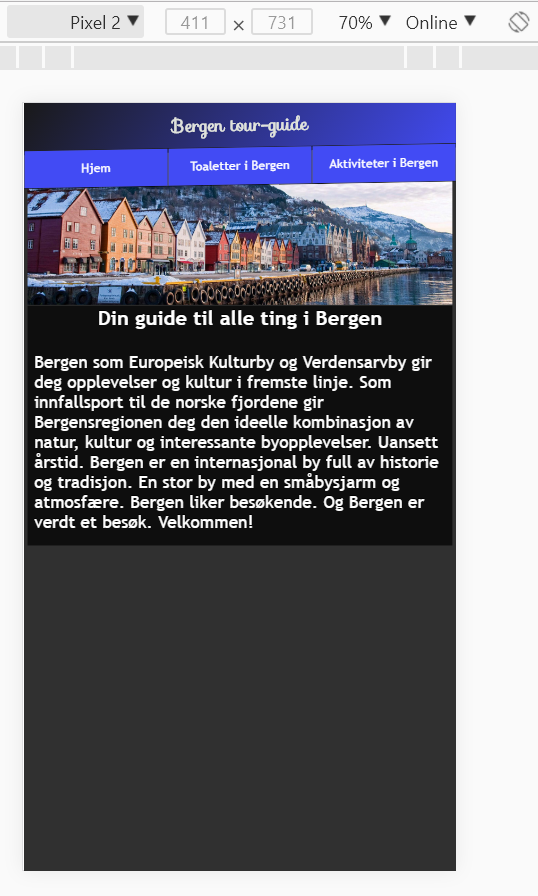 Pixel 2 ▼ 411 × 731 70% ▼ Online ▼
Bergen tour-guide
Hjem Toaletter i Bergen Aktiviteter i Bergen
Din guide til alle ting i Bergen
Bergen som Europeisk Kulturby og Verdensarvby gir
deg opplevelser og kultur i fremste linje. Som
innfallsport til de norske fjordene gir
Bergensregionen deg den ideelle kombinasjon av
natur, kultur og interessante byopplevelser. Uansett
årstid. Bergen er en internasjonal by full av historie
og tradisjon. En stor by med en småbysjarm og
atmosfære. Bergen liker besøkende. Og Bergen er
verdt et besøk. Velkommen!